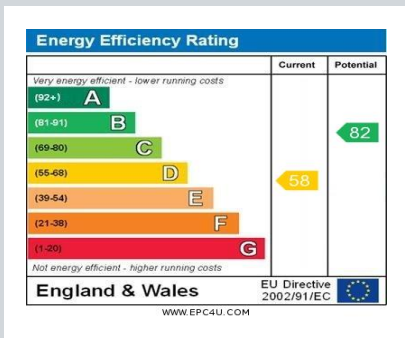 Energy Efficiency Rating
Current Potential
Very energy efficient - lower running costs
(92+) A
(81-91) B
(69-80) C
(55-68) D
(39-54) E
(21-38) F
(1-20) G
82
58
Not energy efficient - higher running costs
England & Wales
EU Directive
2002/91/EC
WWW.EPC4U.COM